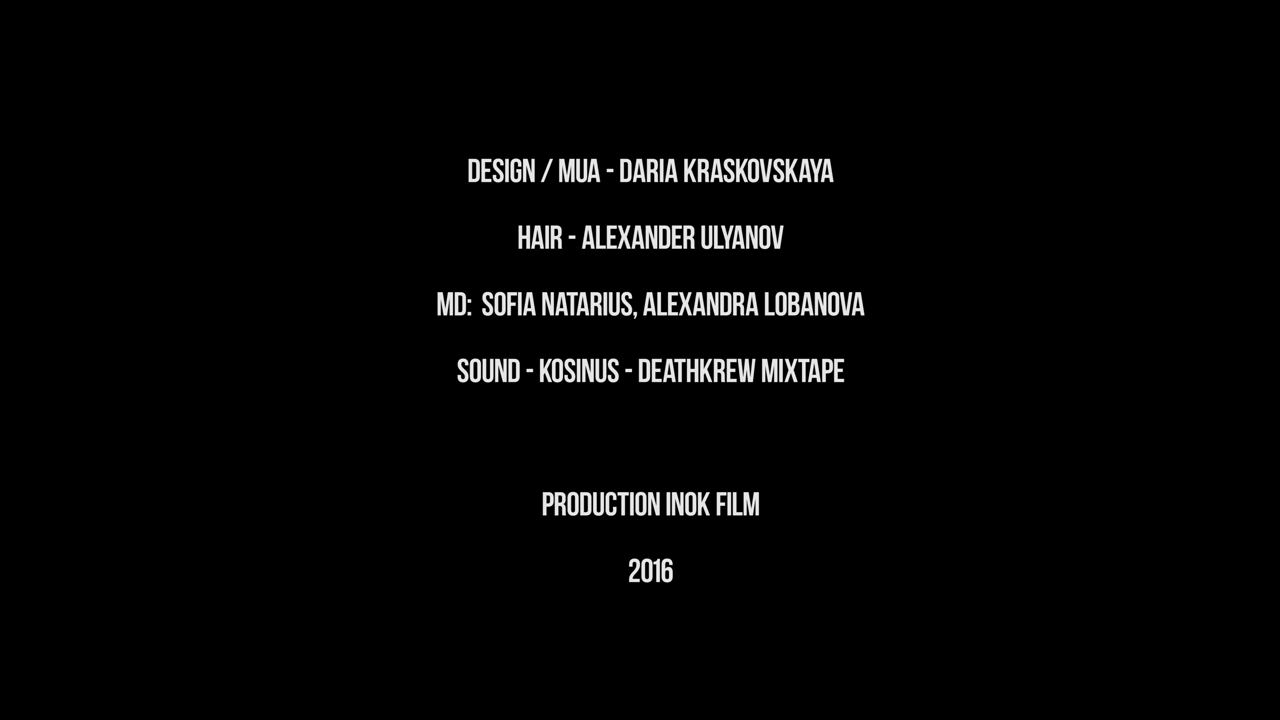 DESIGN / MUA - DARIA KRASKOVSKAYA
HAIR - ALEXANDER ULYANOV
MD: SOFIA NATARIUS, ALEXANDRA LOBANOVA
SOUND - KOSINUS - DEATHKREW MIXTAPE
PRODUCTION INOK FILM
2016